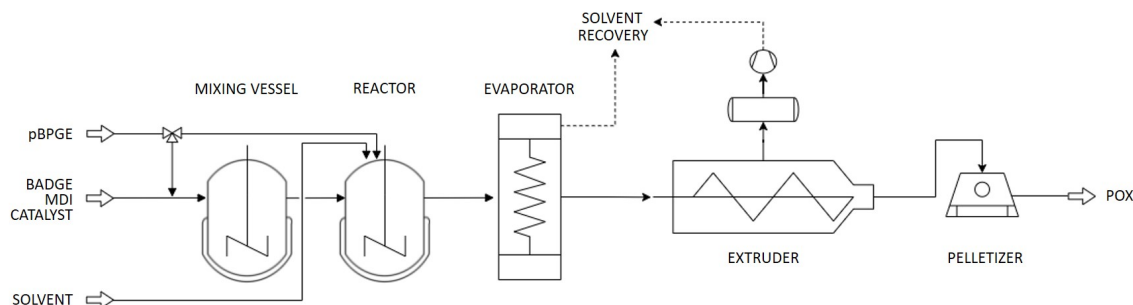 SOLVENT
RECOVERY
MIXING VESSEL
REACTOR
EVAPORATOR
pBPGE
BADGE
MDI
CATALYST
POX
EXTRUDER
PELLETIZER
SOLVENT